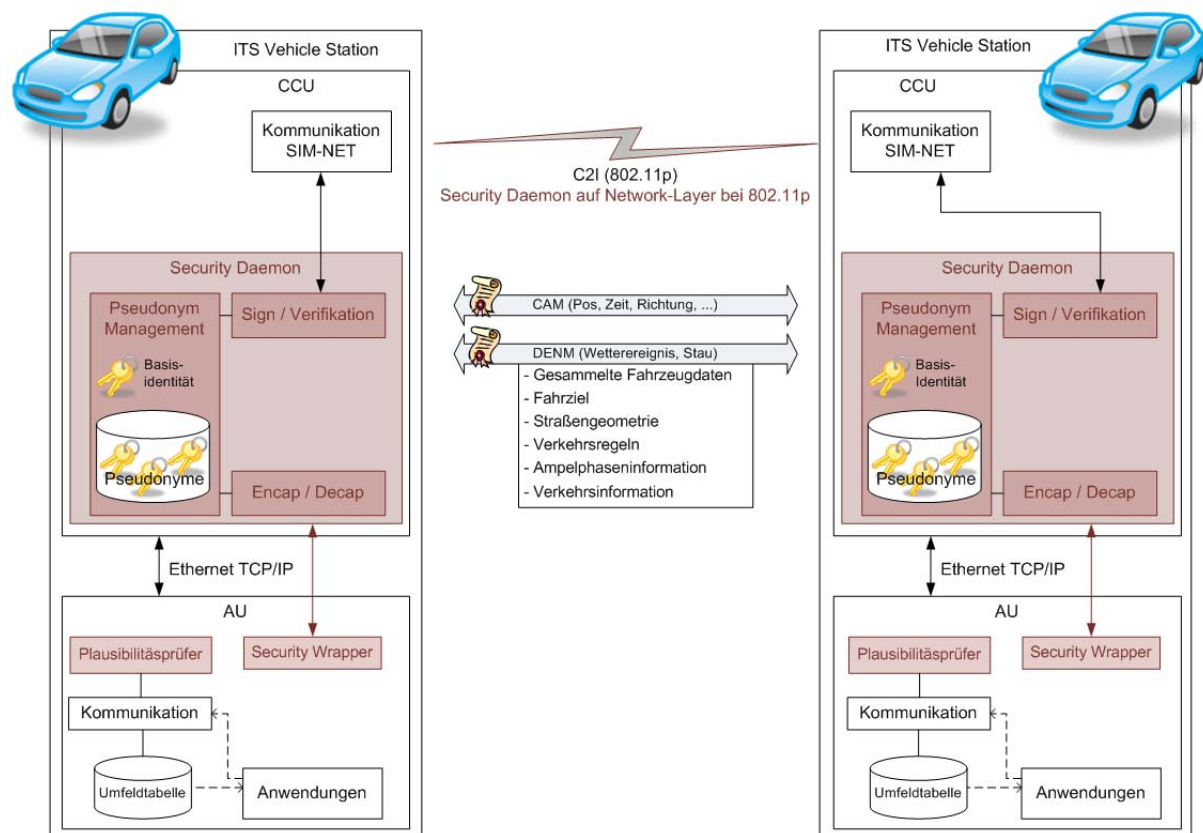 ITS Vehicle Station
CCU
Kommunikation
SIM-NET
Security Daemon
Pseudonym
Management
Sign / Verifikation
Basis-
identität
Pseudonyme
Encap / Decap
Ethernet TCP/IP
AU
Plausibilitäsprüfer
Security Wrapper
Kommunikation
Umfeldtabelle
Anwendungen
C2I (802.11p)
Security Daemon auf Network-Layer bei 802.11p
CAM (Pos, Zeit, Richtung, ...)
DENM (Wetterereignis, Stau)
- Gesammelte Fahrzeugdaten
- Fahrziel
- Straßengeometrie
- Verkehrsregeln
- Ampelphaseninformation
- Verkehrsinformation
ITS Vehicle Station
CCU
Kommunikation
SIM-NET
Security Daemon
Pseudonym
Management
Sign / Verifikation
Basis-
Identität
Pseudonyme
Encap / Decap
Ethernet TCP/IP
AU
Plausibilitäsprüfer
Security Wrapper
Kommunikation
Umfeldtabelle
Anwendungen